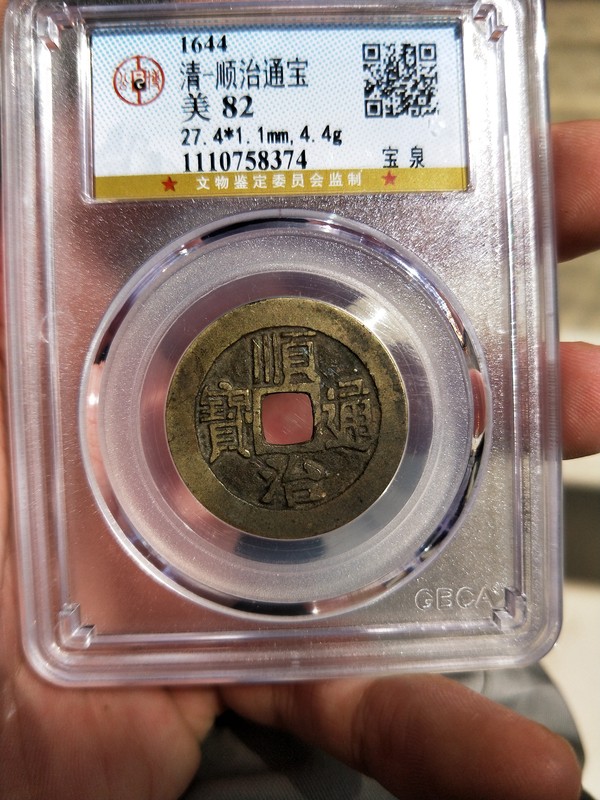 1644
清-顺治通宝
美 82
27.4*1.1mm,4.4g
1110758374
宝 泉
文物鉴定委员会监制
順治通寶
GBCA